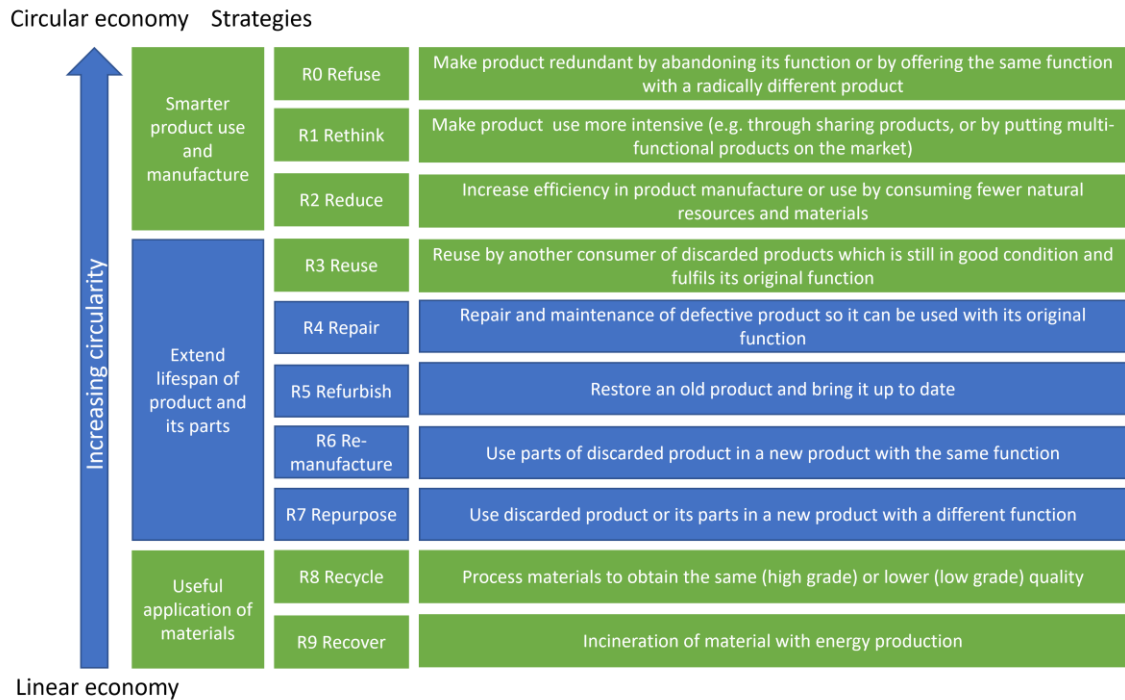 Circular economy Strategies
Increasing circularity
Smarter
product use
and
manufacture
R0 Refuse
Make product redundant by abandoning its function or by offering the same function
with a radically different product
R1 Rethink
Make product use more intensive (e.g. through sharing products, or by putting multi-
functional products on the market)
R2 Reduce
Increase efficiency in product manufacture or use by consuming fewer natural
resources and materials
Extend
lifespan of
product and
its parts
R3 Reuse
Reuse by another consumer of discarded products which is still in good condition and
fulfils its original function
R4 Repair
Repair and maintenance of defective product so it can be used with its original
function
R5 Refurbish
Restore an old product and bring it up to date
R6 Re-
manufacture
Use parts of discarded product in a new product with the same function
R7 Repurpose
Use discarded product or its parts in a new product with a different function
Useful
application of
materials
R8 Recycle
Process materials to obtain the same (high grade) or lower (low grade) quality
R9 Recover
Incineration of material with energy production
Linear economy